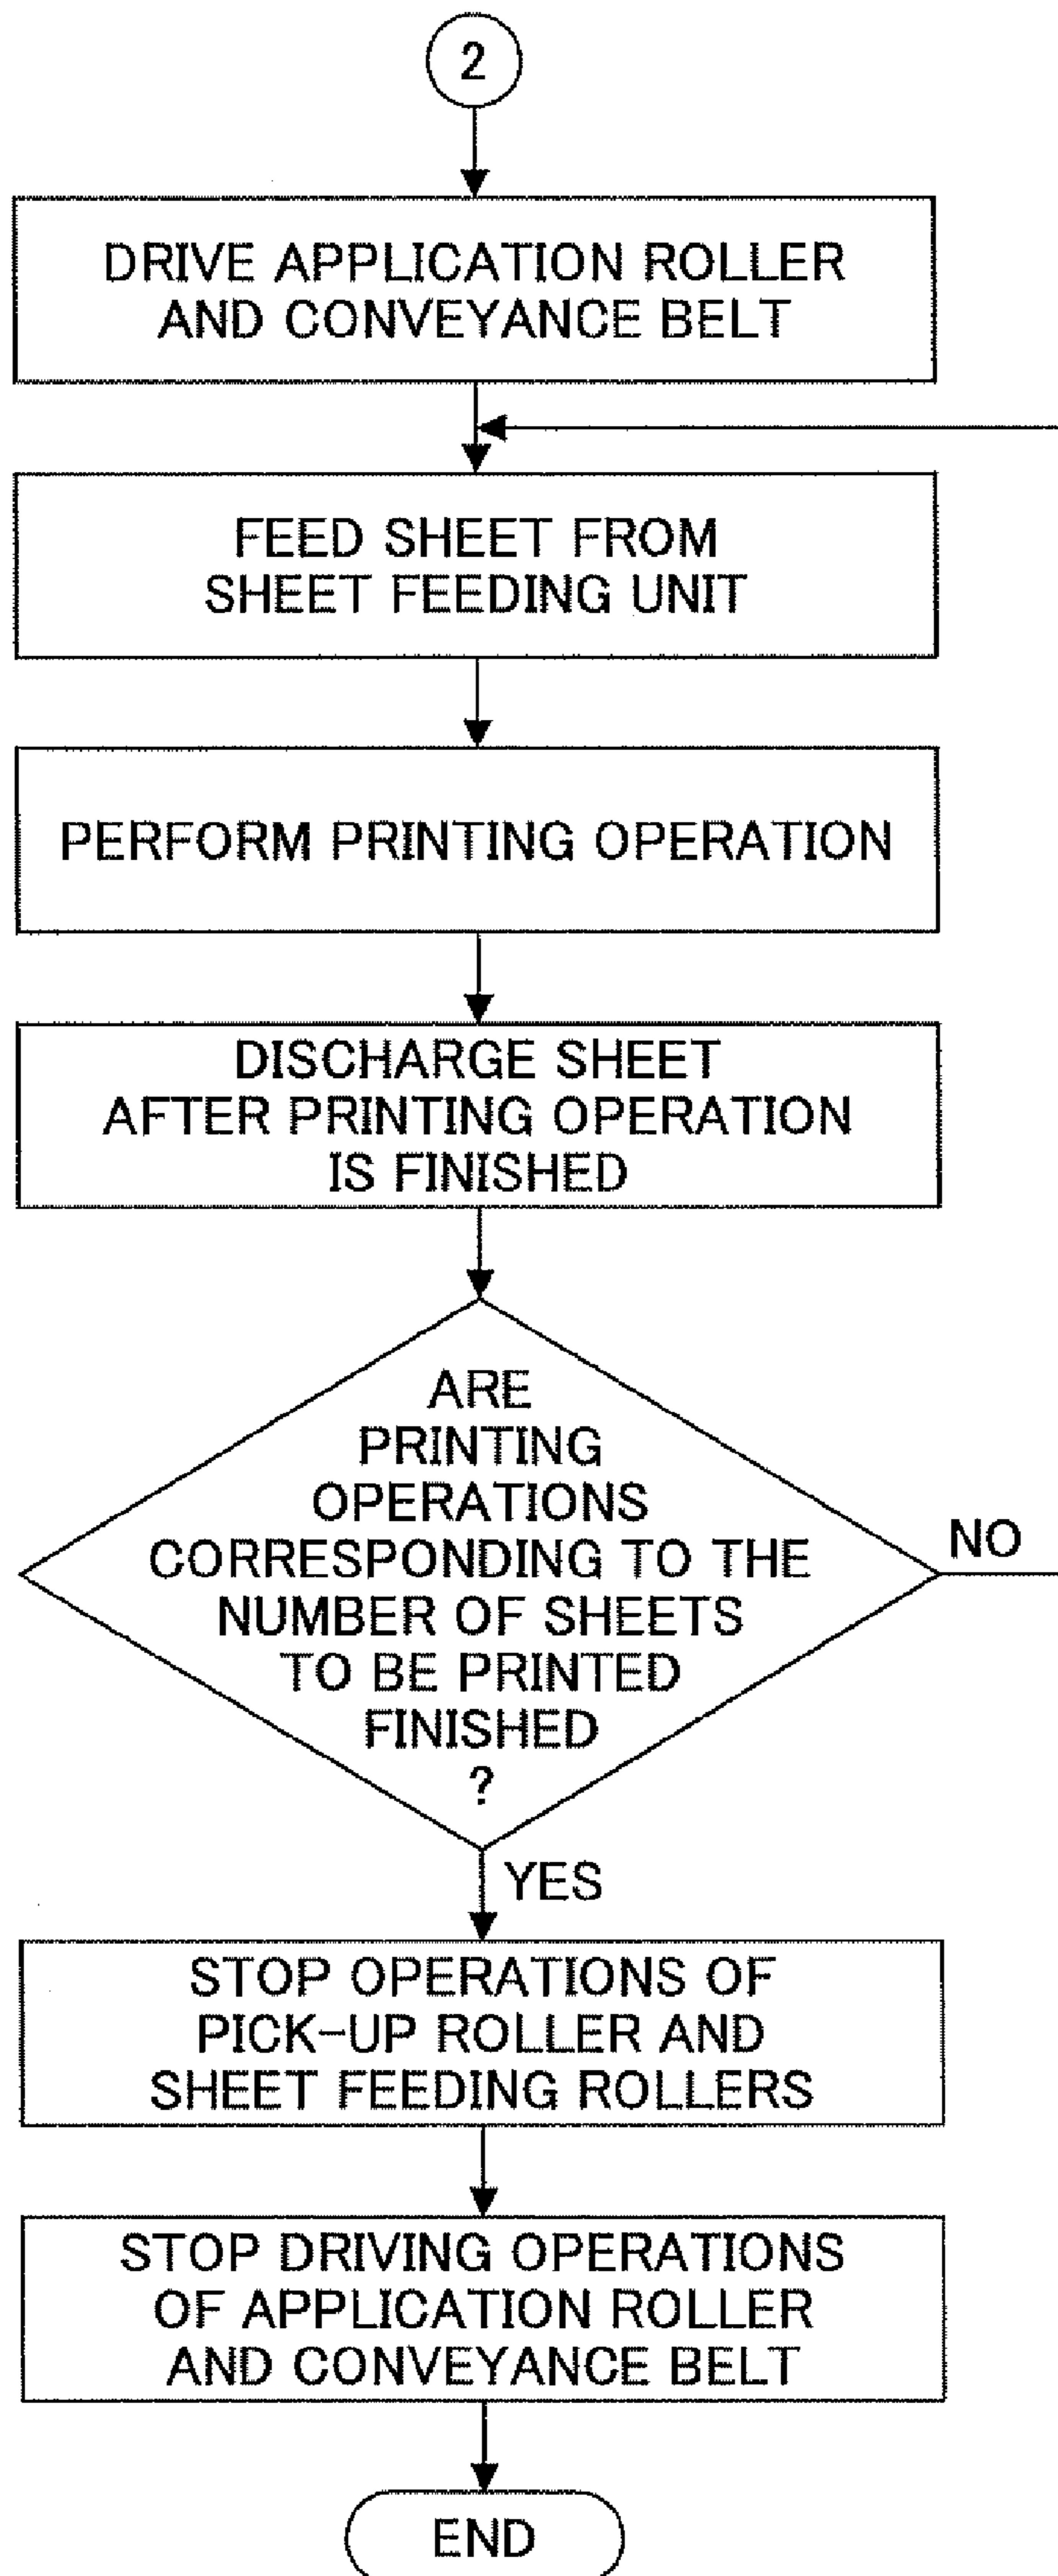 2
DRIVE APPLICATION ROLLER
AND CONVEYANCE BELT
FEED SHEET FROM
SHEET FEEDING UNIT
PERFORM PRINTING OPERATION
DISCHARGE SHEET
AFTER PRINTING OPERATION
IS FINISHED
ARE
PRINTING
OPERATIONS
CORRESPONDING TO THE
NUMBER OF SHEETS
TO BE PRINTED
FINISHED
?
NO
YES
STOP OPERATIONS OF
PICK-UP ROLLER AND
SHEET FEEDING ROLLERS
STOP DRIVING OPERATIONS
OF APPLICATION ROLLER
AND CONVEYANCE BELT
END